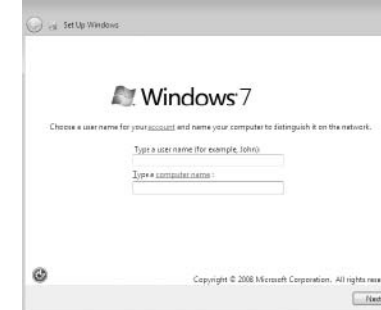 Set Up Windows
Windows 7
Choose a user name for your account and name your computer to distinguish it on the network.
Type a user name (for example, John):
Type a computer name :
Copyright © 2008 Microsoft Corporation. All rights rese
Next